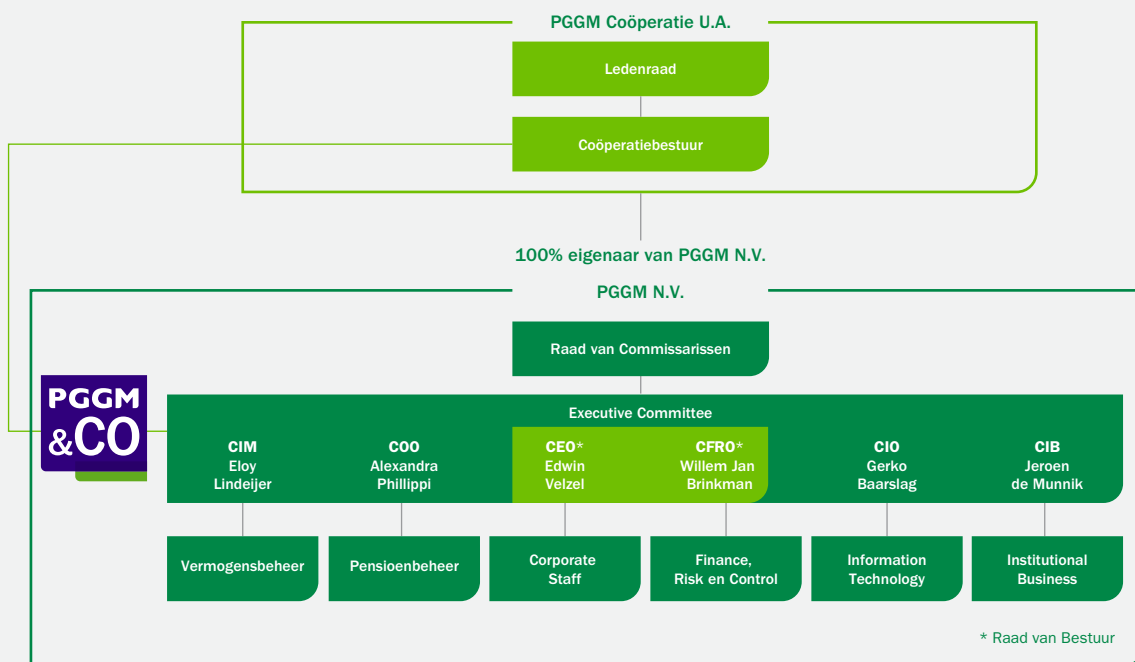 PGGM Coöperatie U.A.
Ledenraad
Coöperatiebestuur
100% eigenaar van PGGM N.V.
PGGM N.V.
Raad van Commissarissen
PGGM
&CO
Executive Committee
CIM
Eloy
Lindeijer
COO
Alexandra
Phillippi
CEO*
Edwin
Velzel
CFRO*
Willem Jan
Brinkman
CIO
Gerko
Baarslag
CIB
Jeroen
de Munnik
Vermogensbeheer
Pensioenbeheer
Corporate
Staff
Finance,
Risk en Control
Information
Technology
Institutional
Business
* Raad van Bestuur